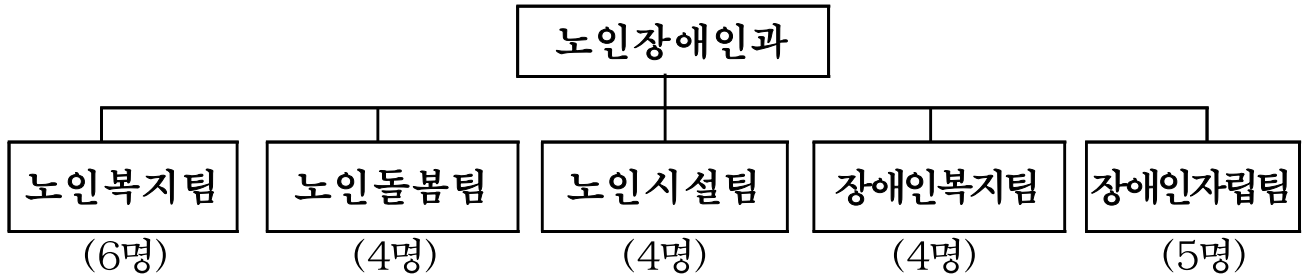 노인장애인과
노인복지팀 노인돌봄팀 노인시설팀 장애인복지팀 장애인자립팀
(6명) (4명) (4명) (4명) (5명)